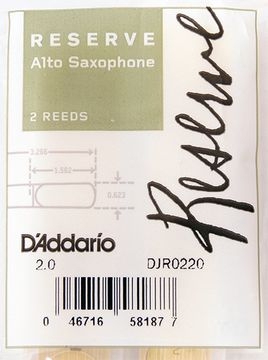 RESERVE
Alto Saxophone
2 REEDS
Reserve
3.266
1.582
0.623
D'Addario
2.0 DJR0220
0 46716 58187 7